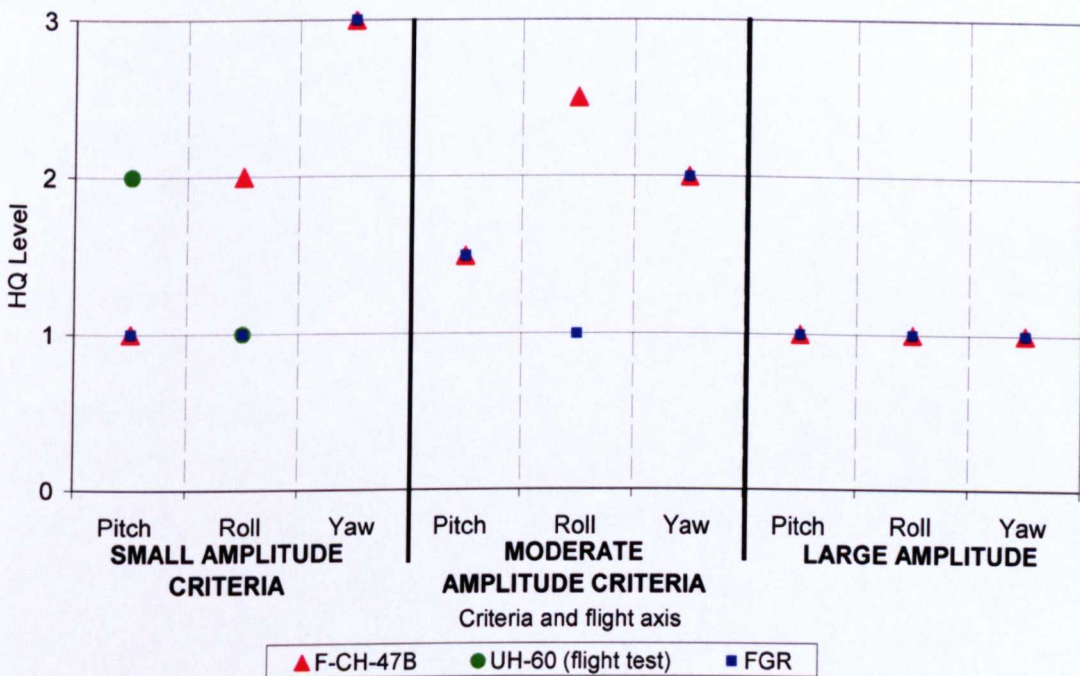 3
2
1
0
HQ Level
Pitch Roll Yaw Pitch Roll Yaw Pitch Roll Yaw
SMALL AMPLITUDE CRITERIA
MODERATE AMPLITUDE CRITERIA
LARGE AMPLITUDE
Criteria and flight axis
F-CH-47B UH-60 (flight test) FGR